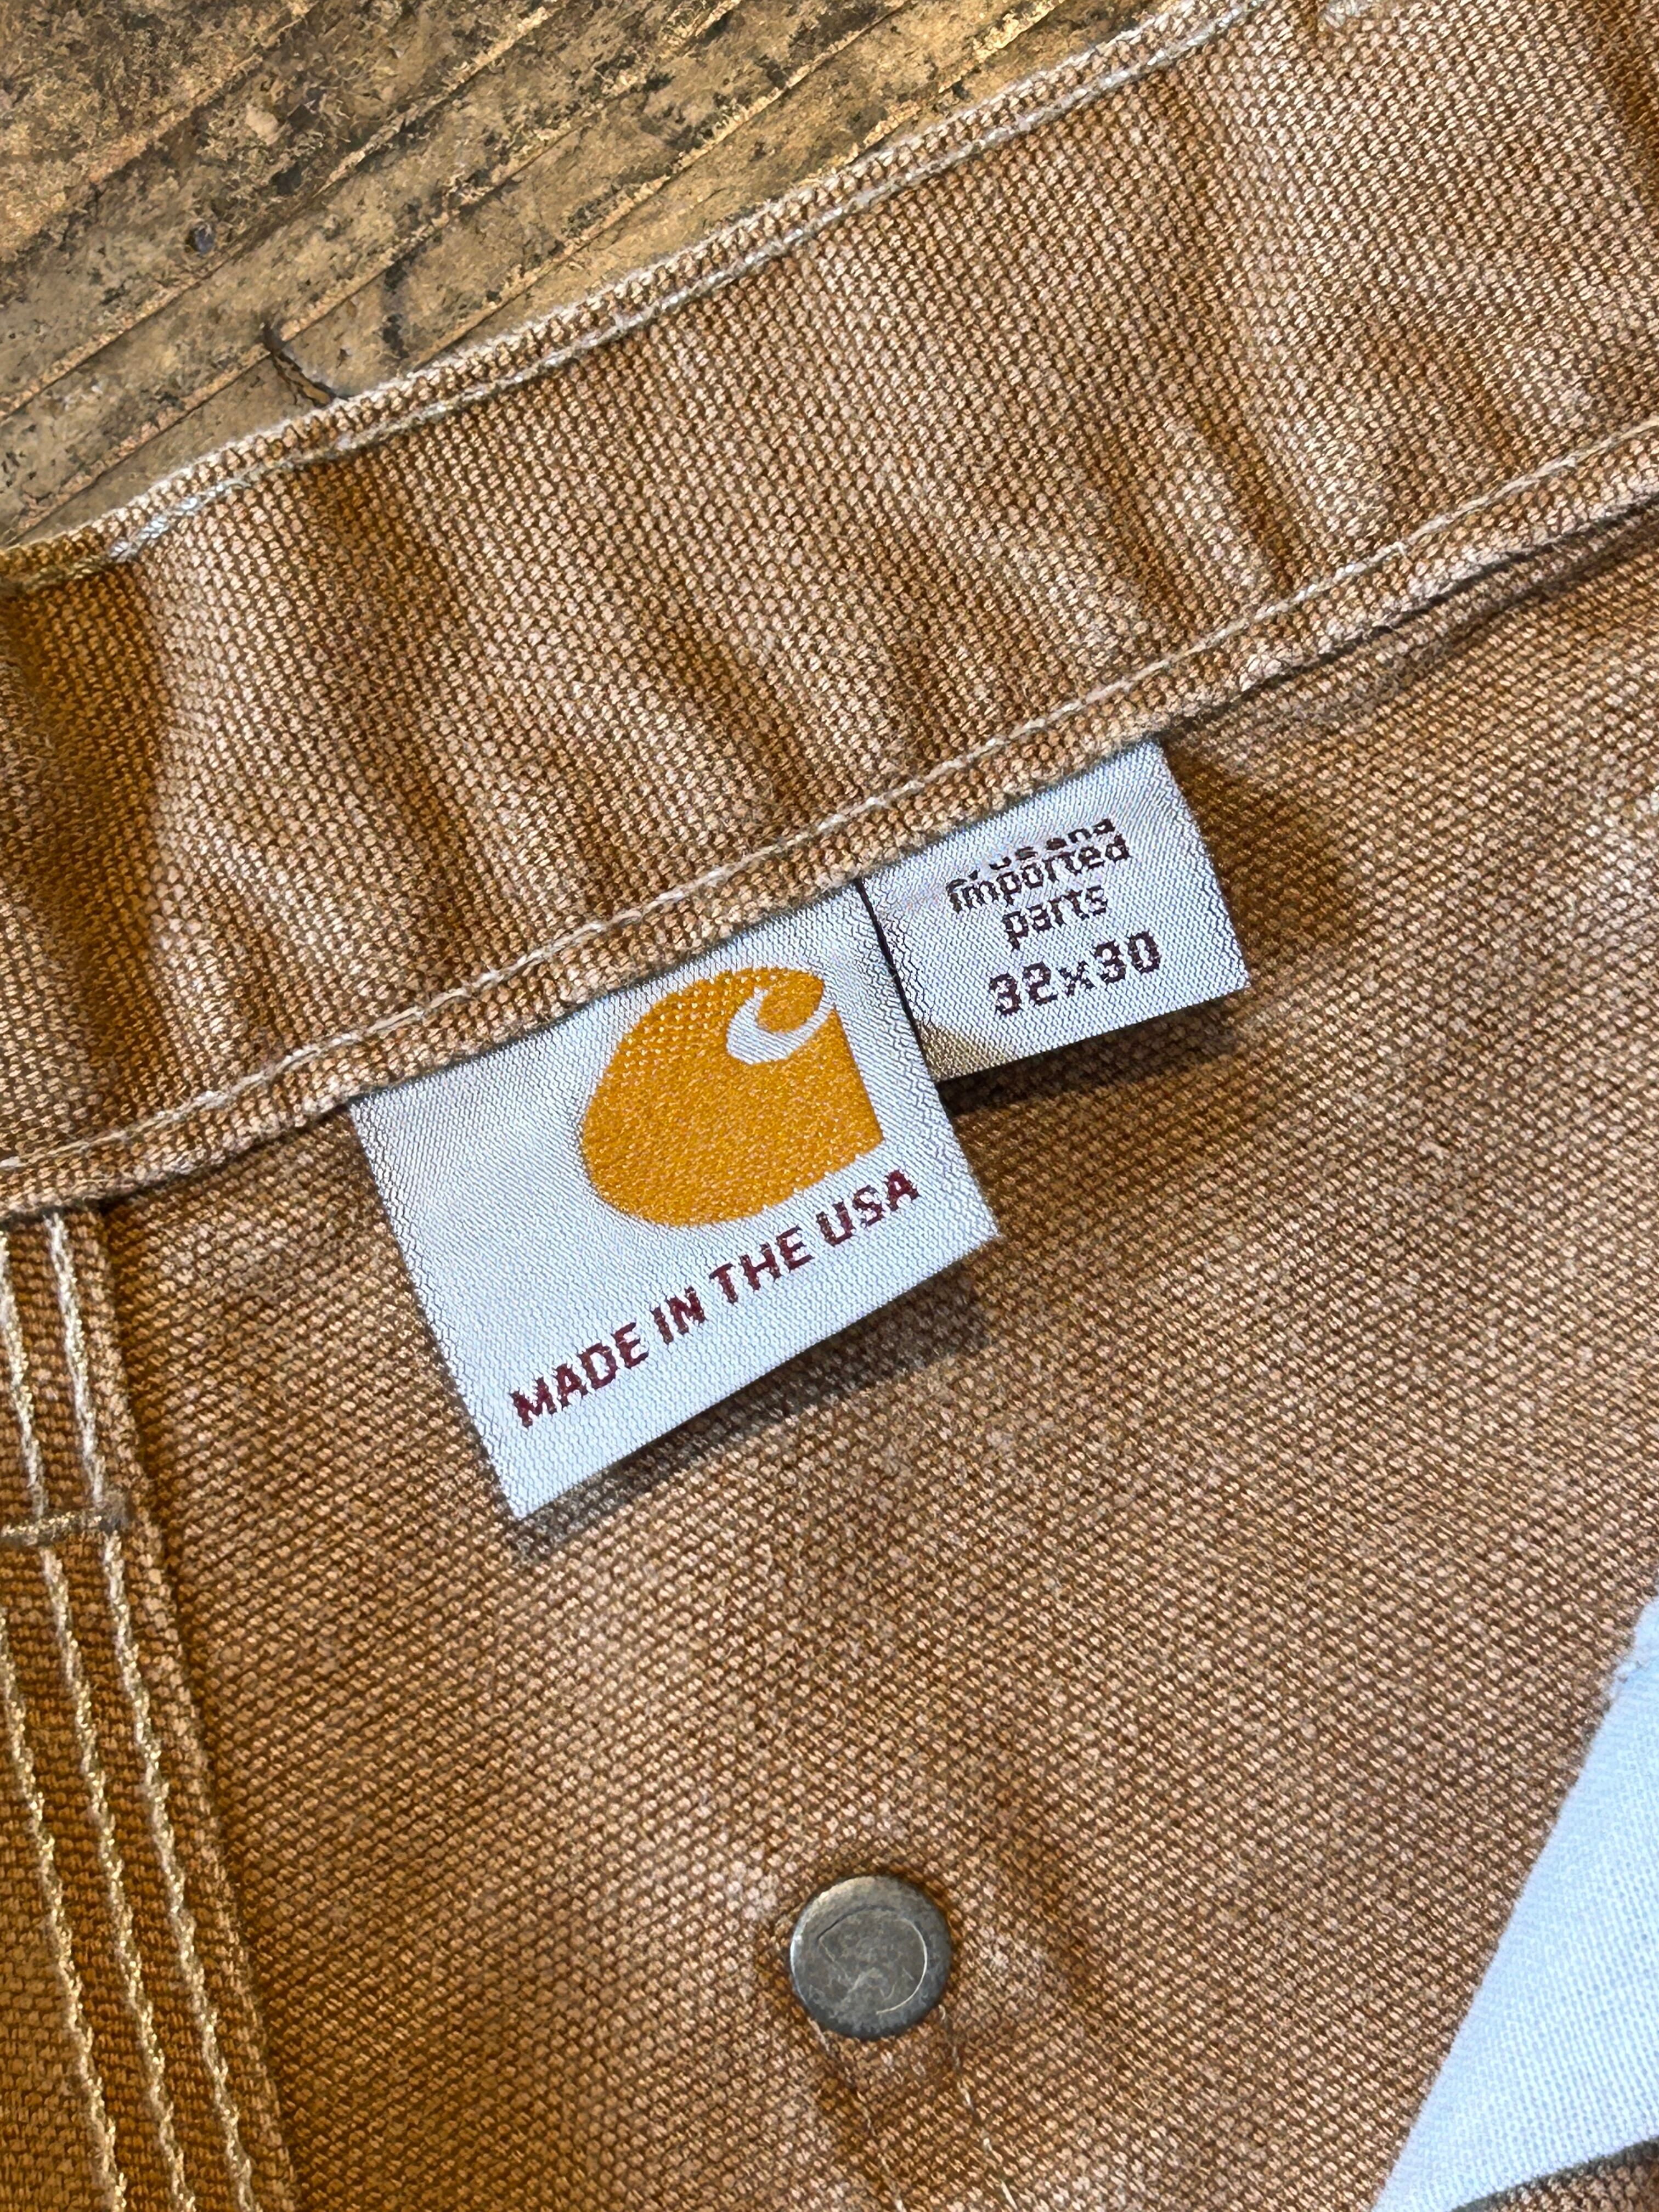 MADE IN THE USA
imported
parts
32x30